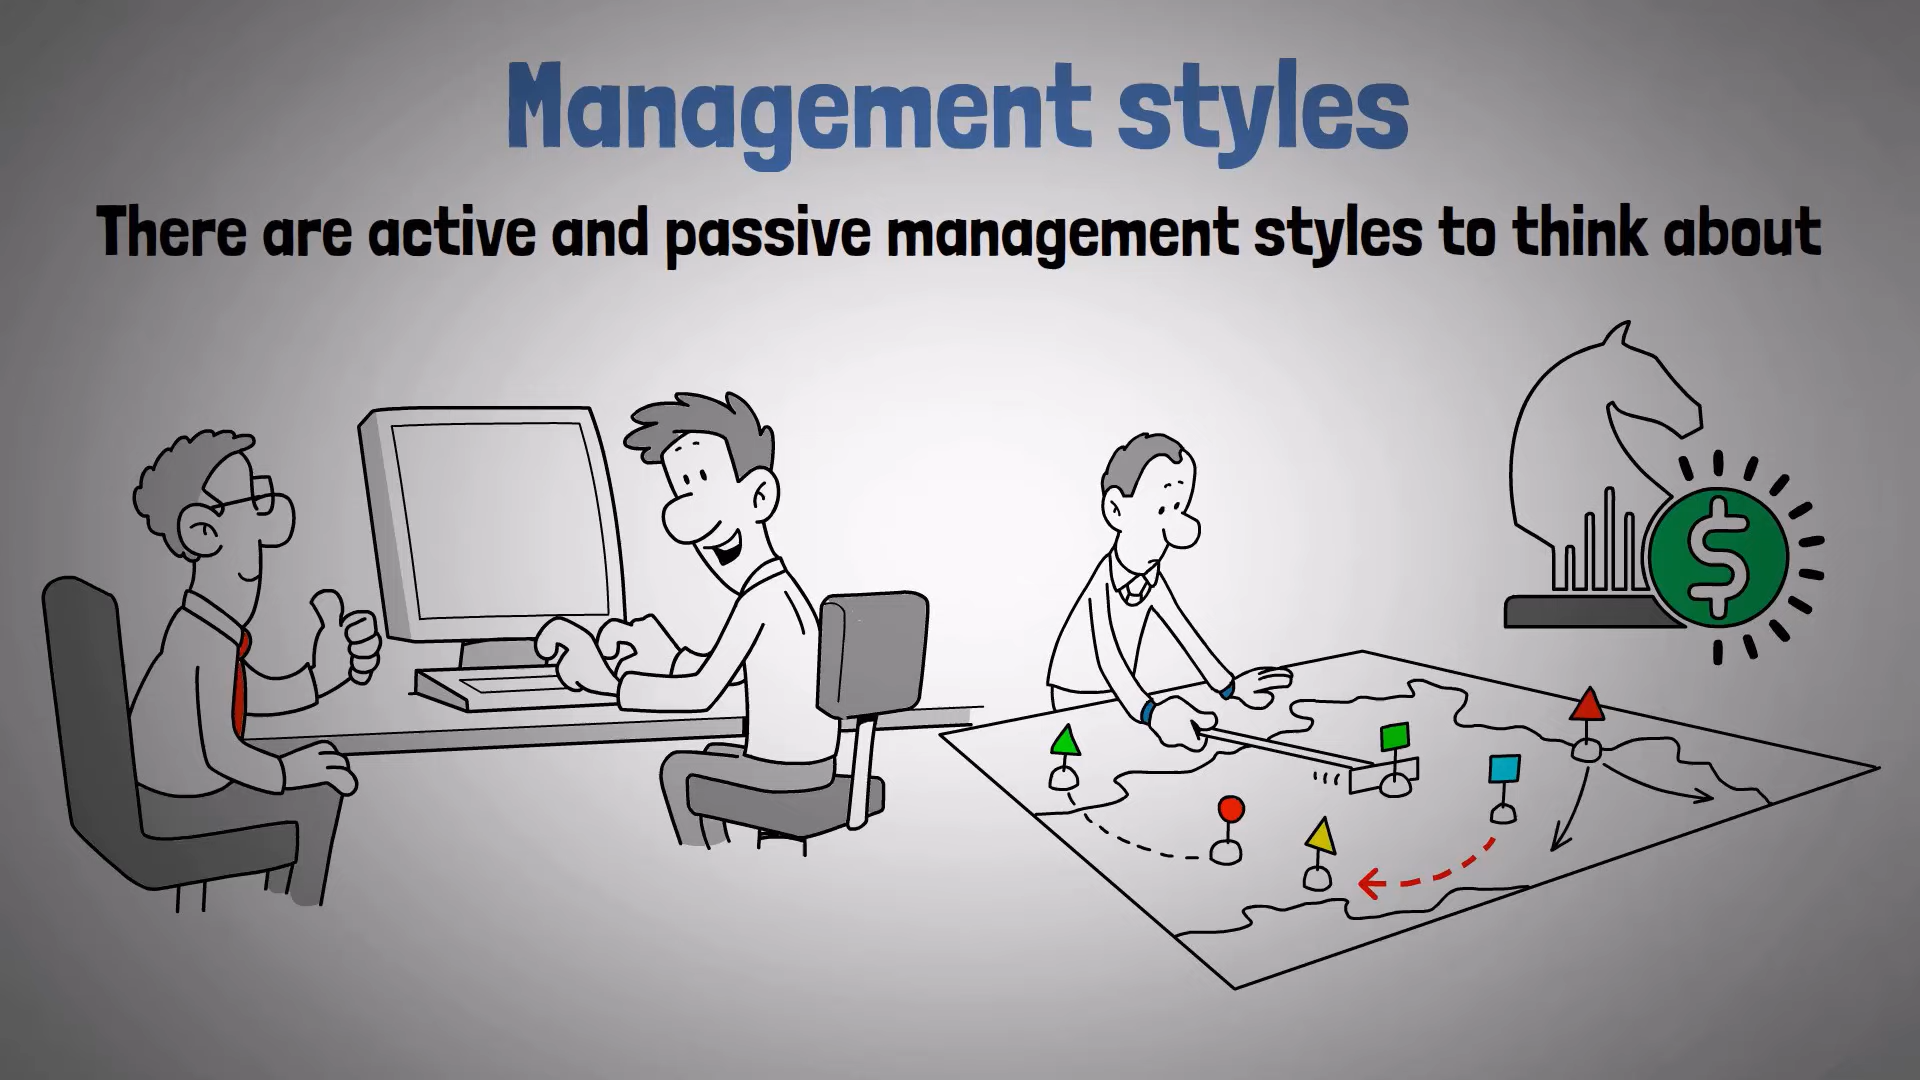 Management styles
There are active and passive management styles to think about
$